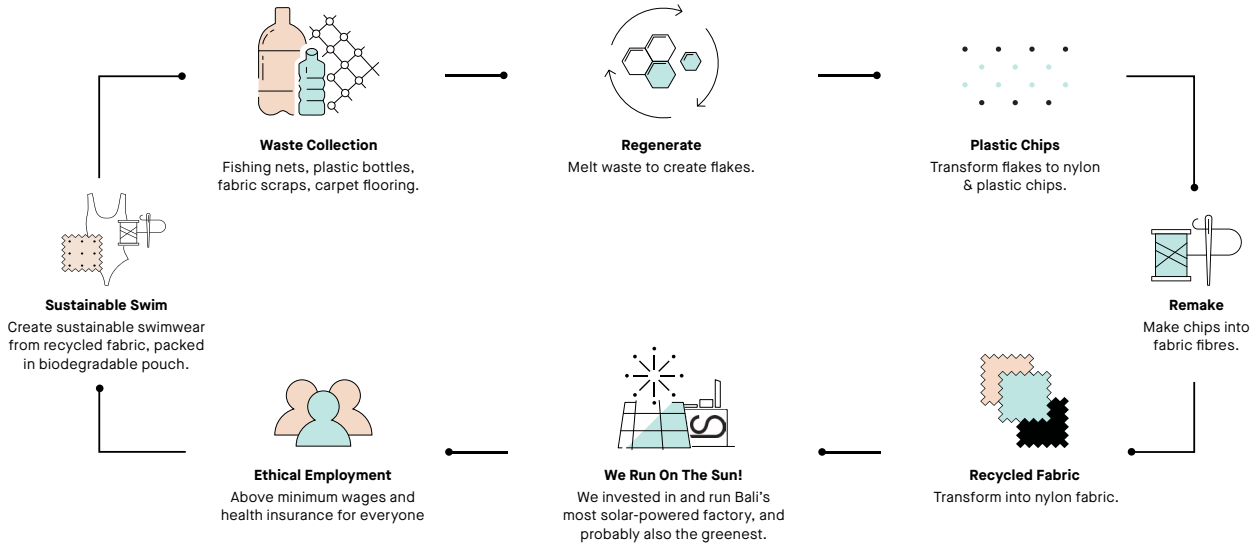 Waste Collection
Fishing nets, plastic bottles,
fabric scraps, carpet flooring.
Regenerate
Melt waste to create flakes.
Plastic Chips
Transform flakes to nylon
& plastic chips.
Remake
Make chips into
fabric fibres.
Recycled Fabric
Transform into nylon fabric.
We Run On The Sun!
We invested in and run Bali’s
most solar-powered factory, and
probably also the greenest.
Ethical Employment
Above minimum wages and
health insurance for everyone
Sustainable Swim
Create sustainable swimwear
from recycled fabric, packed
in biodegradable pouch.